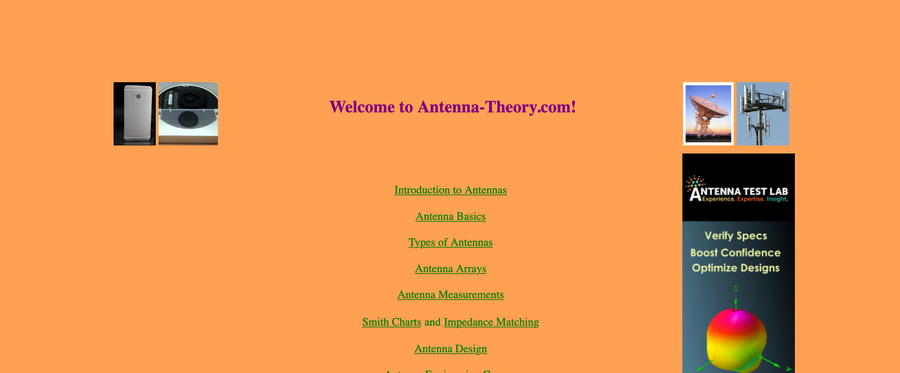 Welcome to Antenna-Theory.com!
Introduction to Antennas
Antenna Basics
Types of Antennas
Antenna Arrays
Antenna Measurements
Smith Charts and Impedance Matching
Antenna Design
ANTENNA TEST LAB
Experience. Expertise. Insight.
Verify Specs
Boost Confidence
Optimize Designs